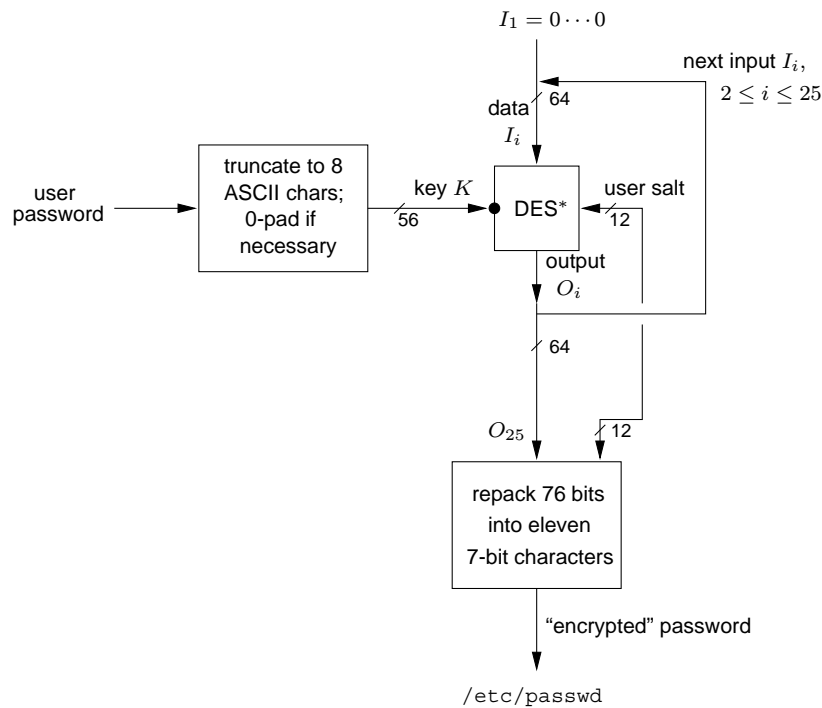 I₁ = 0 ⋯ 0
next input Iᵢ,
2 ≤ i ≤ 25
64
data
Iᵢ
truncate to 8
ASCII chars;
0-pad if
necessary
user
password
key K
56
DES*
user salt
12
output
Oᵢ
64
O₂₅
12
repack 76 bits
into eleven
7-bit characters
“encrypted” password
/etc/passwd